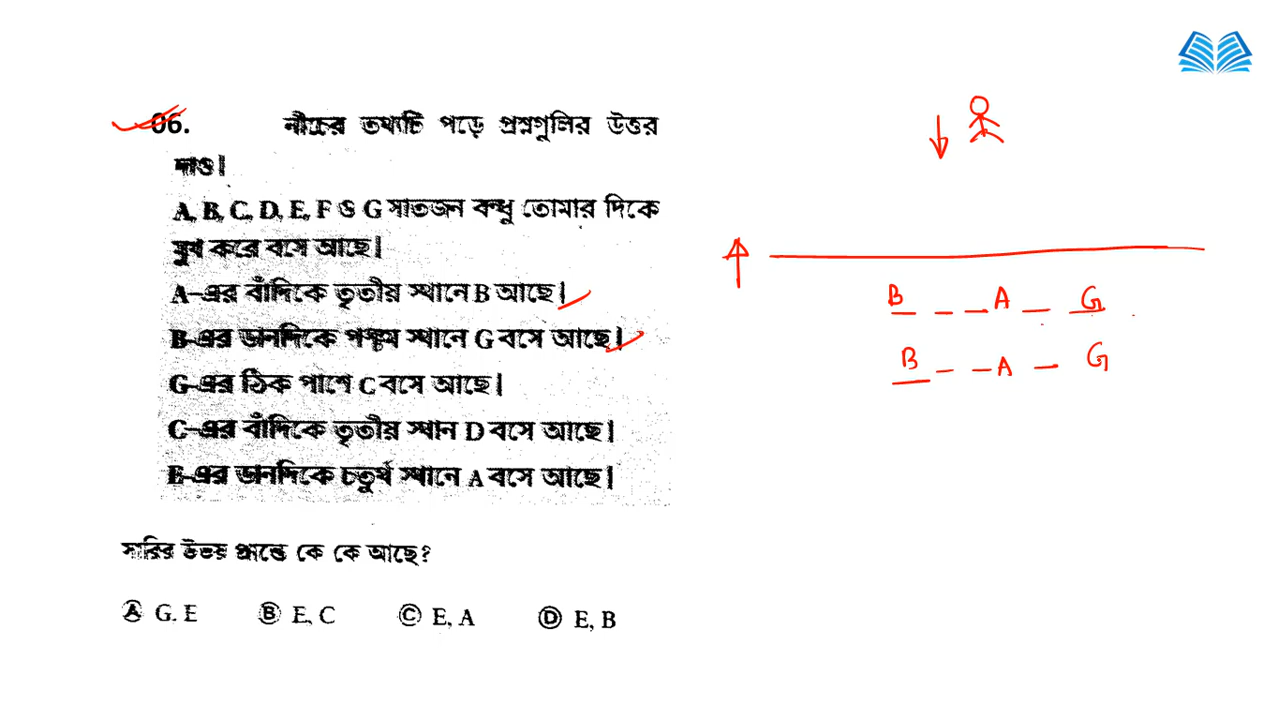 06. নীচের তথ্যটি পড়ে প্রশ্নগুলির উত্তর
দাও।
A, B, C, D, E, F ও G সাতজন বন্ধু তোমার দিকে
মুখ করে বসে আছে।
A-এর বাঁদিকে তৃতীয় স্থানে B আছে।
B-এর ডানদিকে পঞ্চম স্থানে G বসে আছে।
G-এর ঠিক পাশে C বসে আছে।
C-এর বাঁদিকে তৃতীয় স্থান D বসে আছে।
E-এর ডানদিকে চতুর্থ স্থানে A বসে আছে।
সারির উভয় প্রান্তে কে কে আছে?
Ⓐ G. E Ⓑ E, C Ⓒ E, A Ⓓ E, B
B _ _ A _ G
B _ _ A _ G